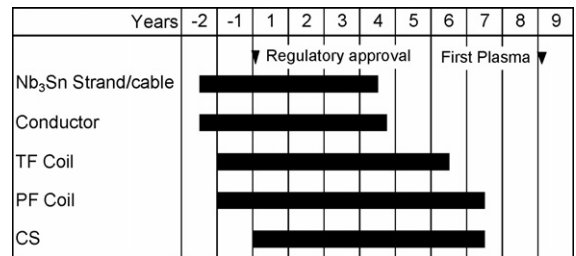 Years -2 -1 1 2 3 4 5 6 7 8 9
Regulatory approval First Plasma
Nb₃Sn Strand/cable
Conductor
TF Coil
PF Coil
CS